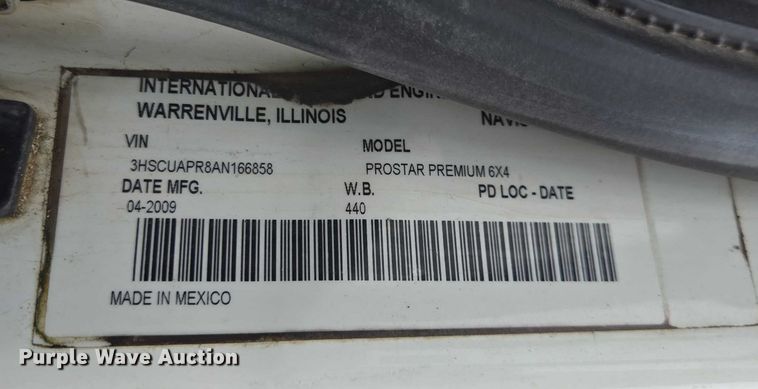 INTERNATIONAL
WARRENVILLE, ILLINOIS
VIN MODEL
3HSCUAPR8AN166858 PROSTAR PREMIUM 6X4
DATE MFG. W.B. PD LOC - DATE
04-2009 440
MADE IN MEXICO
Purple Wave Auction